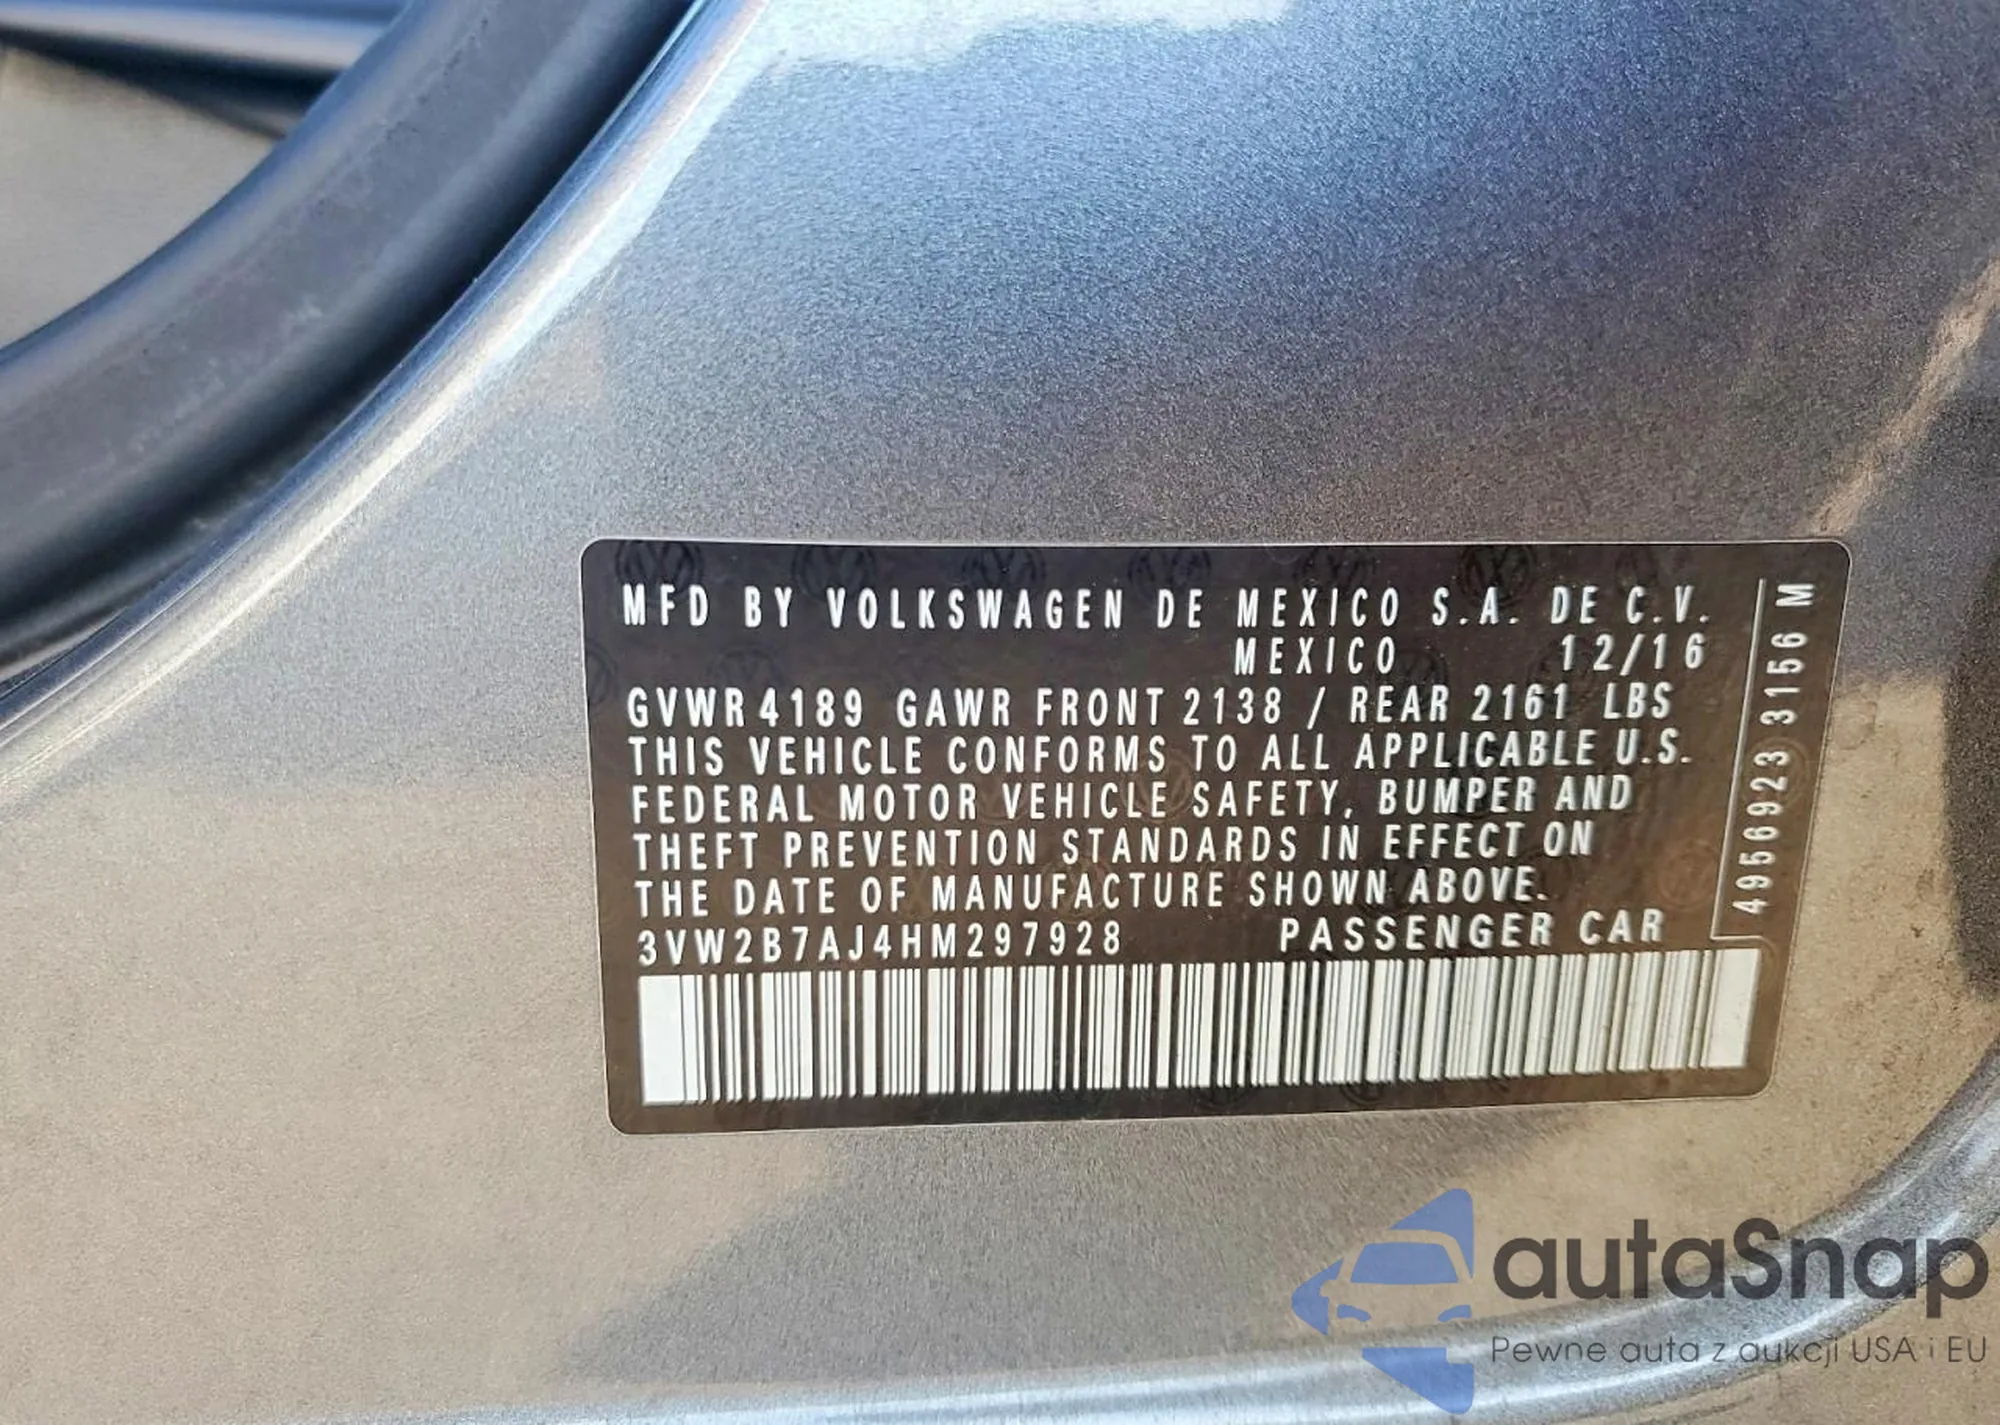 MFD BY VOLKSWAGEN DE MEXICO S.A. DE C.V.
MEXICO 12/16
GVWR 4189 GAWR FRONT 2138 / REAR 2161 LBS
THIS VEHICLE CONFORMS TO ALL APPLICABLE U.S.
FEDERAL MOTOR VEHICLE SAFETY, BUMPER AND
THEFT PREVENTION STANDARDS IN EFFECT ON
THE DATE OF MANUFACTURE SHOWN ABOVE.
3VW2B7AJ4HM297928 PASSENGER CAR
4956923 3156 M
autaSnap
Pewne auta z aukcji USA i EU